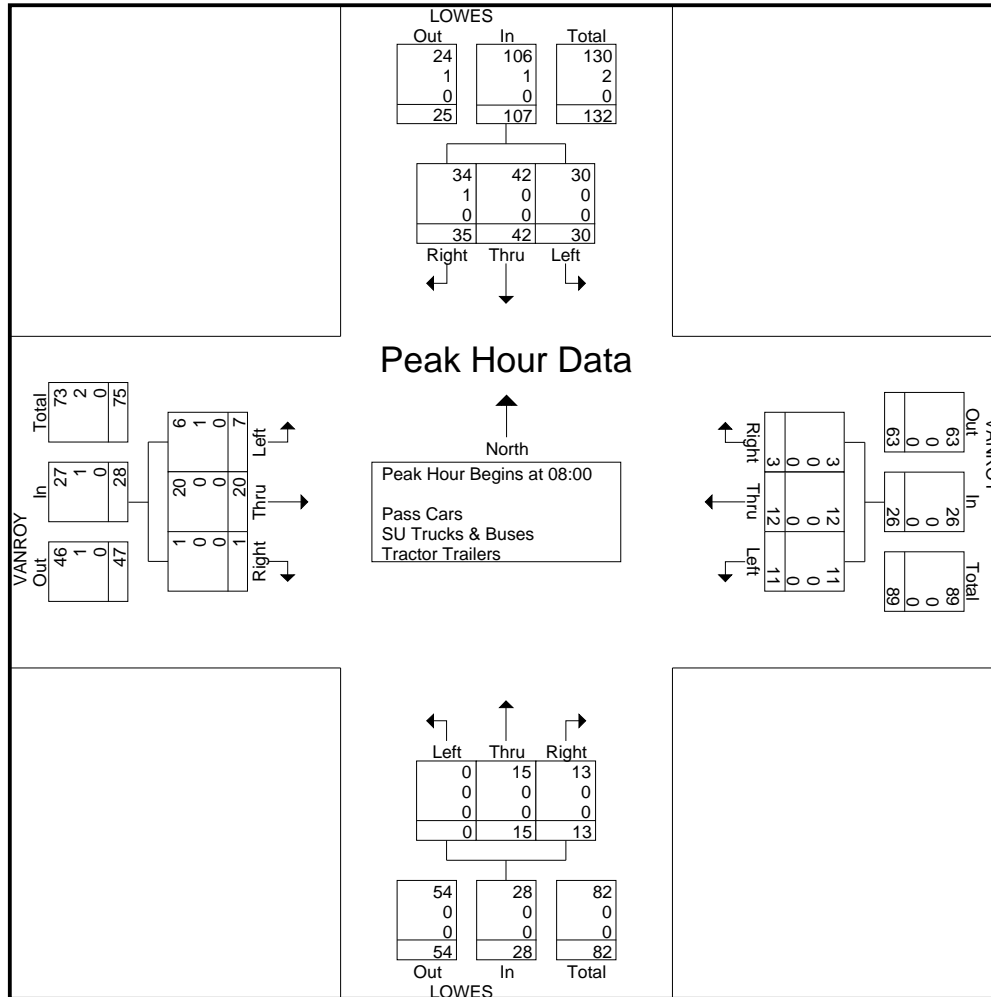 LOWES
Out In Total
24 106 130
1 1 2
0 0 0
25 107 132
34 42 30
1 0 0
0 0 0
35 42 30
Right Thru Left
Peak Hour Data
North
Peak Hour Begins at 08:00
Pass Cars
SU Trucks & Buses
Tractor Trailers
VANROY
Out In Total
46 27 73
1 1 2
0 0 0
47 28 75
Left Thru Right
6 20 1
1 0 0
0 0 0
7 20 1
VANROY
Out In Total
63 26 89
0 0 0
0 0 0
63 26 89
Right Thru Left
3 12 11
0 0 0
0 0 0
3 12 11
Left Thru Right
0 15 13
0 0 0
0 0 0
0 15 13
54 28 82
0 0 0
0 0 0
54 28 82
Out In Total
LOWES